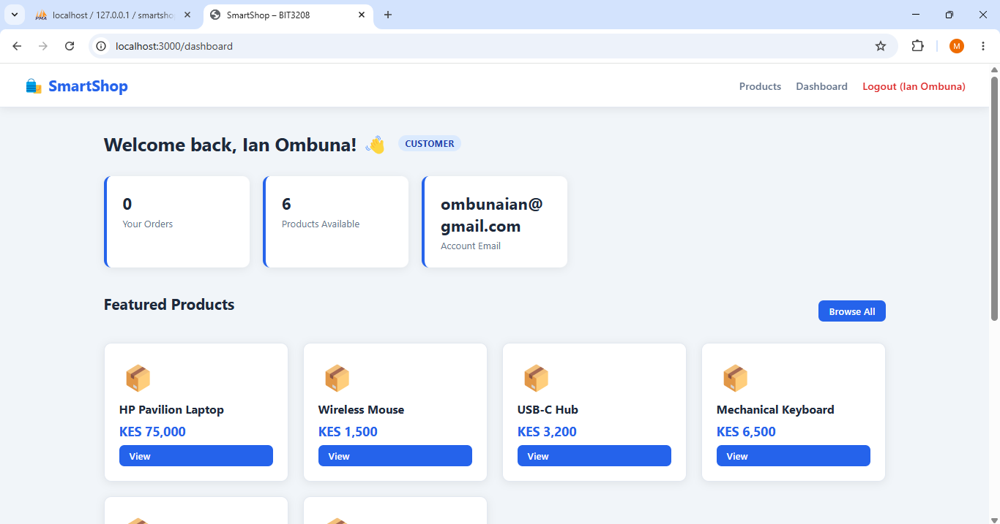 localhost / 127.0.0.1 / smartsho
SmartShop – BIT3208
localhost:3000/dashboard
M
SmartShop
Products
Dashboard
Logout (Ian Ombuna)
Welcome back, Ian Ombuna!
CUSTOMER
0
Your Orders
6
Products Available
ombunaian@
gmail.com
Account Email
Featured Products
Browse All
HP Pavilion Laptop
KES 75,000
View
Wireless Mouse
KES 1,500
View
USB-C Hub
KES 3,200
View
Mechanical Keyboard
KES 6,500
View